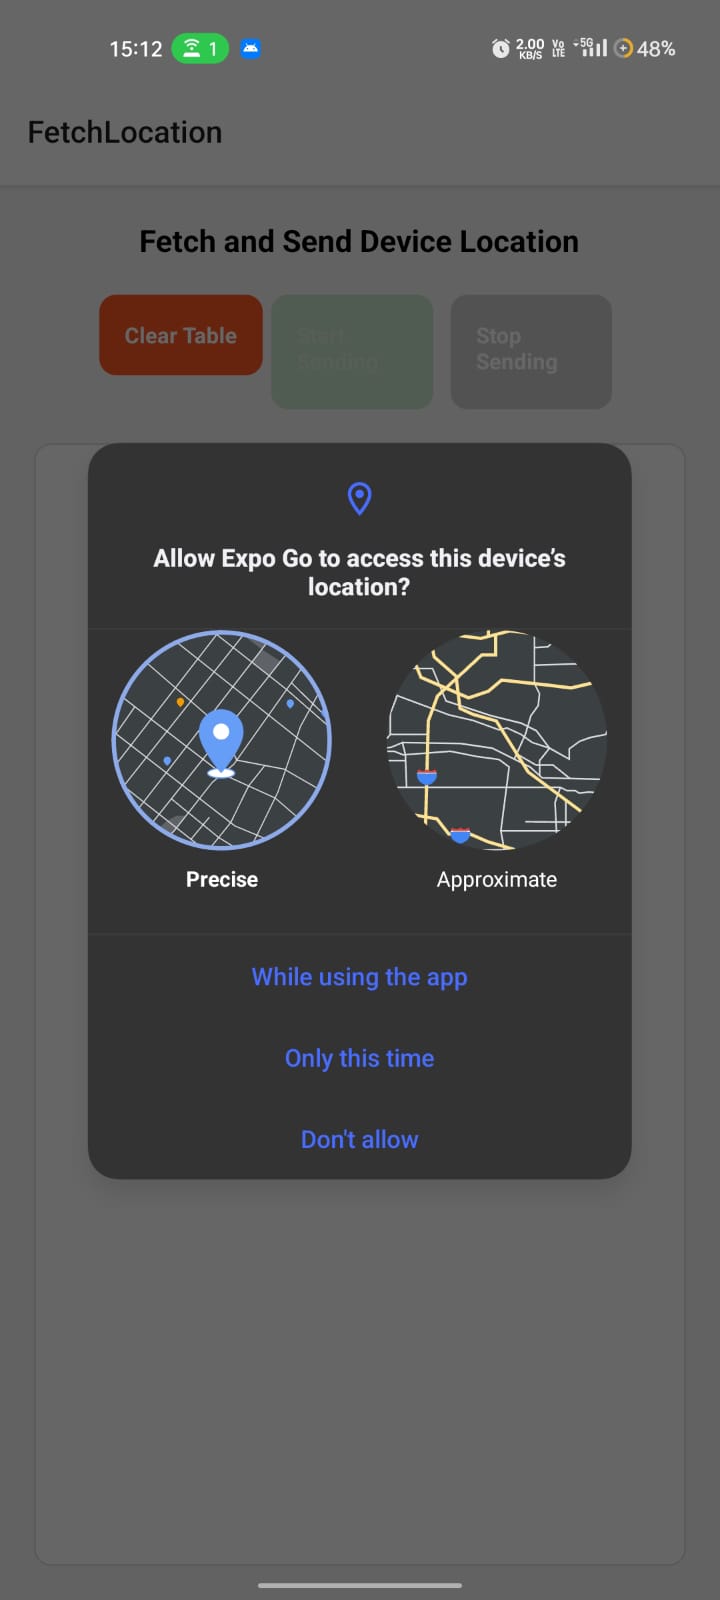 15:12 1 2.00 KB/S Vo LTE 5G 48%
FetchLocation
Fetch and Send Device Location
Clear Table
Start
Sending
Stop
Sending
Allow Expo Go to access this device’s
location?
Precise
Approximate
While using the app
Only this time
Don't allow